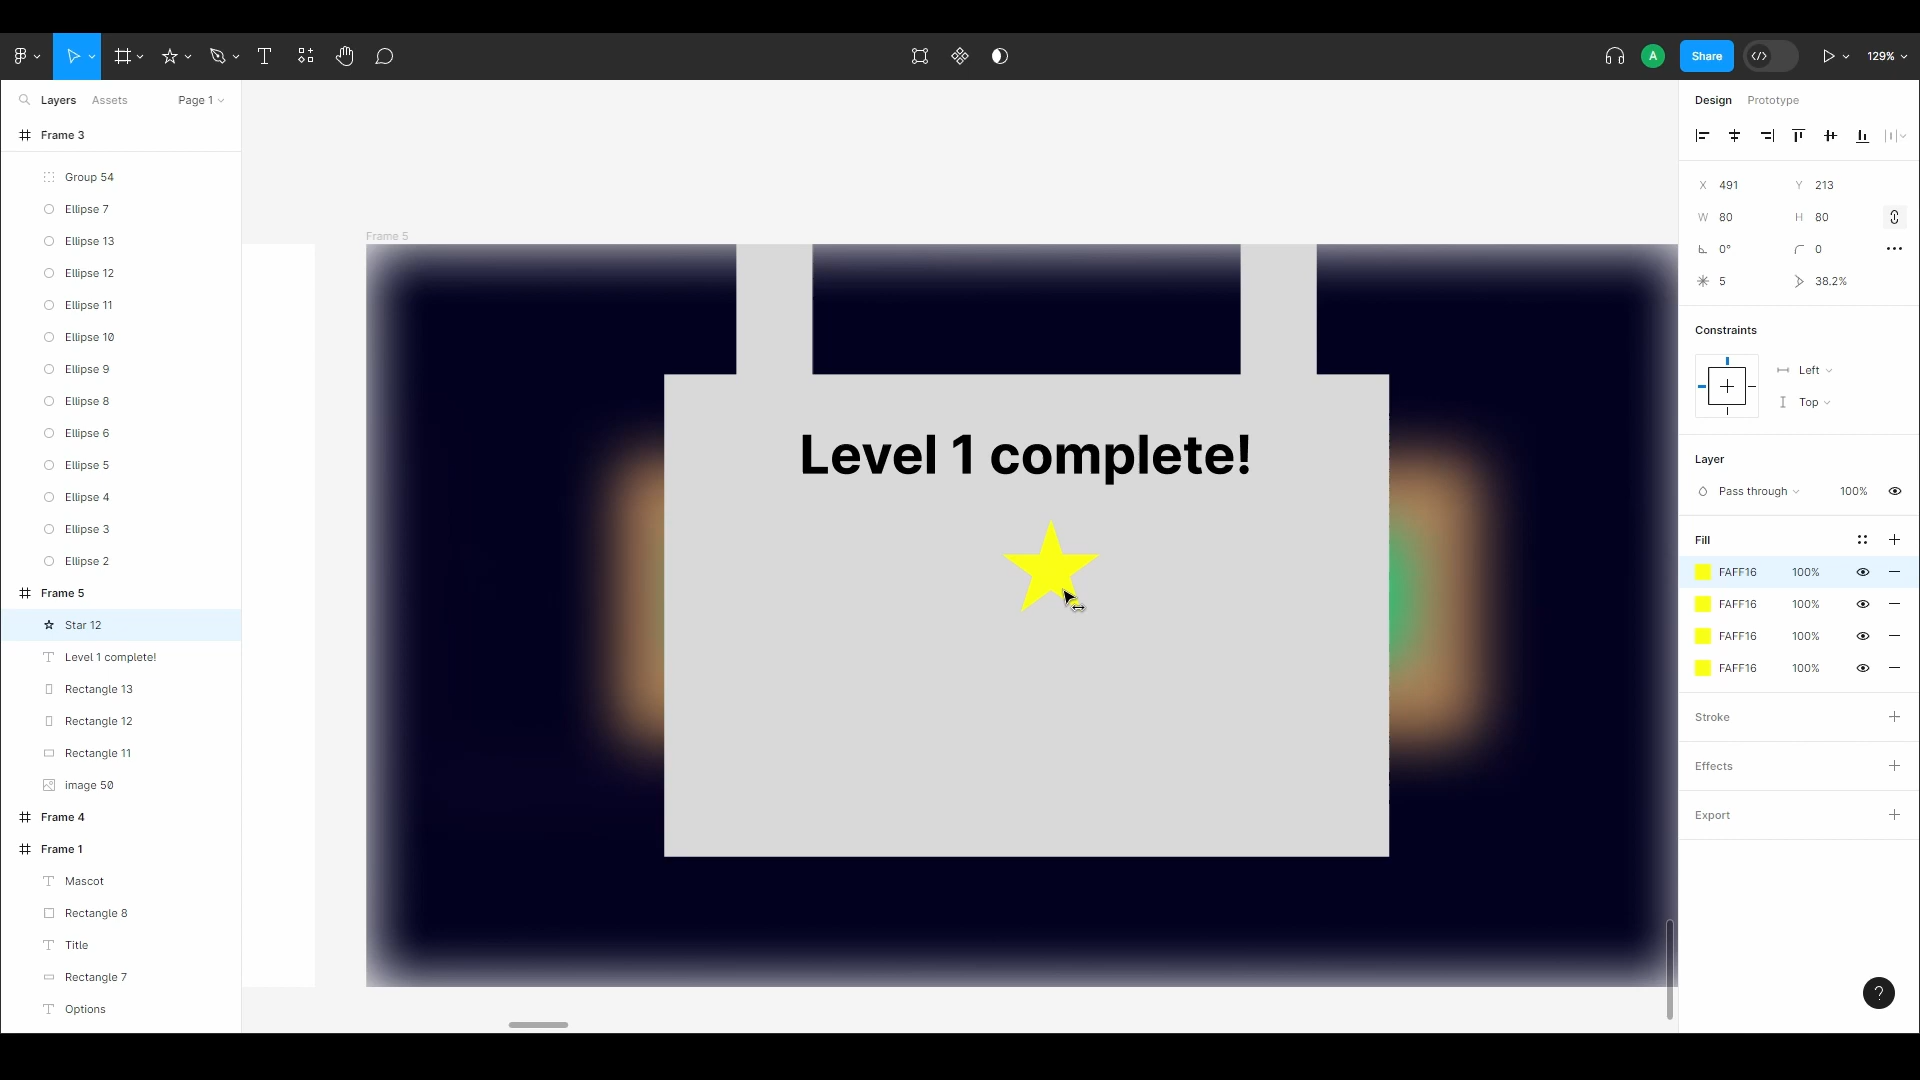 A
Share
129%
Layers
Assets
Page 1
Design
Prototype
Frame 3
Group 54
Ellipse 7
Ellipse 13
Ellipse 12
Ellipse 11
Ellipse 10
Ellipse 9
Ellipse 8
Ellipse 6
Ellipse 5
Ellipse 4
Ellipse 3
Ellipse 2
Frame 5
Star 12
Level 1 complete!
Rectangle 13
Rectangle 12
Rectangle 11
image 50
Frame 4
Frame 1
Mascot
Rectangle 8
Title
Rectangle 7
Options
Frame 5
Level 1 complete!
X 491 Y 213
W 80 H 80
0° 0
5 38.2%
Constraints
Left
Top
Layer
Pass through 100%
Fill
FAFF16 100%
FAFF16 100%
FAFF16 100%
FAFF16 100%
Stroke
Effects
Export
?